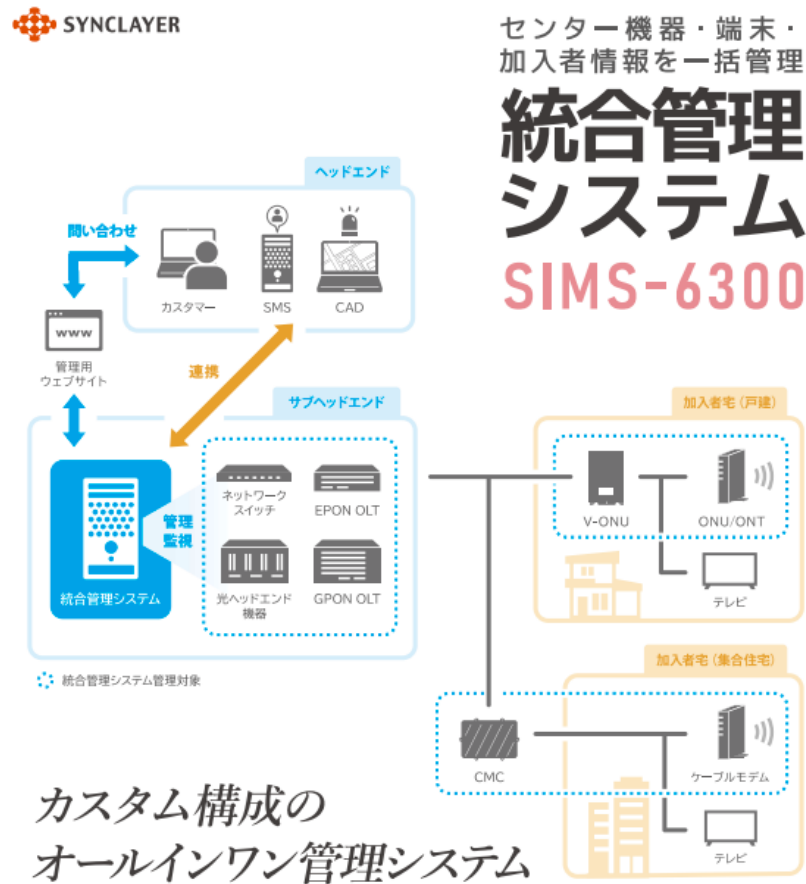 SYNCLAYER
センター機器・端末・
加入者情報を一括管理
統合管理
システム
SIMS-6300
ヘッドエンド
問い合わせ
カスタマー
SMS
CAD
www
管理用
ウェブサイト
連携
サブヘッドエンド
統合管理システム
管理
監視
ネットワーク
スイッチ
EPON OLT
光ヘッドエンド
機器
GPON OLT
統合管理システム管理対象
加入者宅（戸建）
V-ONU
ONU/ONT
テレビ
加入者宅（集合住宅）
CMC
ケーブルモデム
テレビ
カスタム構成の
オールインワン管理システム